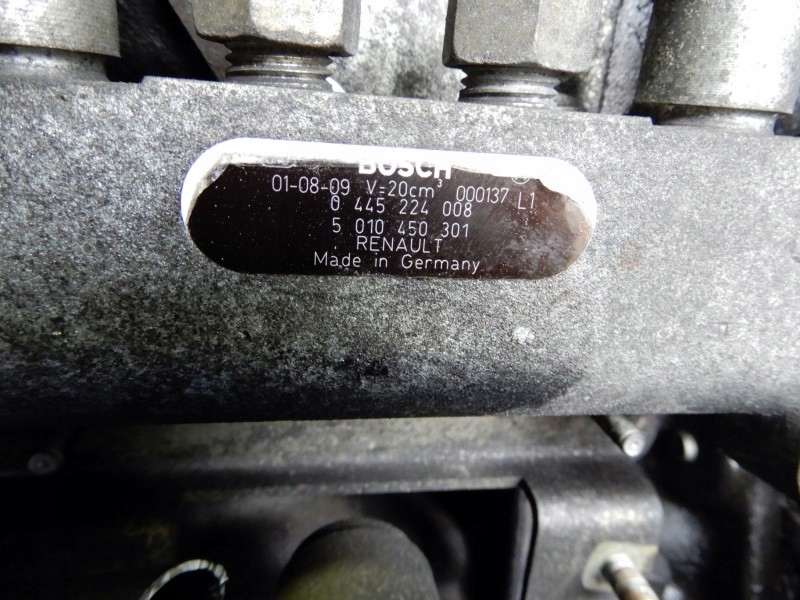 BOSCH
01-08-09 V=20cm³ 000137 L1
0 445 224 008
5 010 450 301
RENAULT
Made in Germany